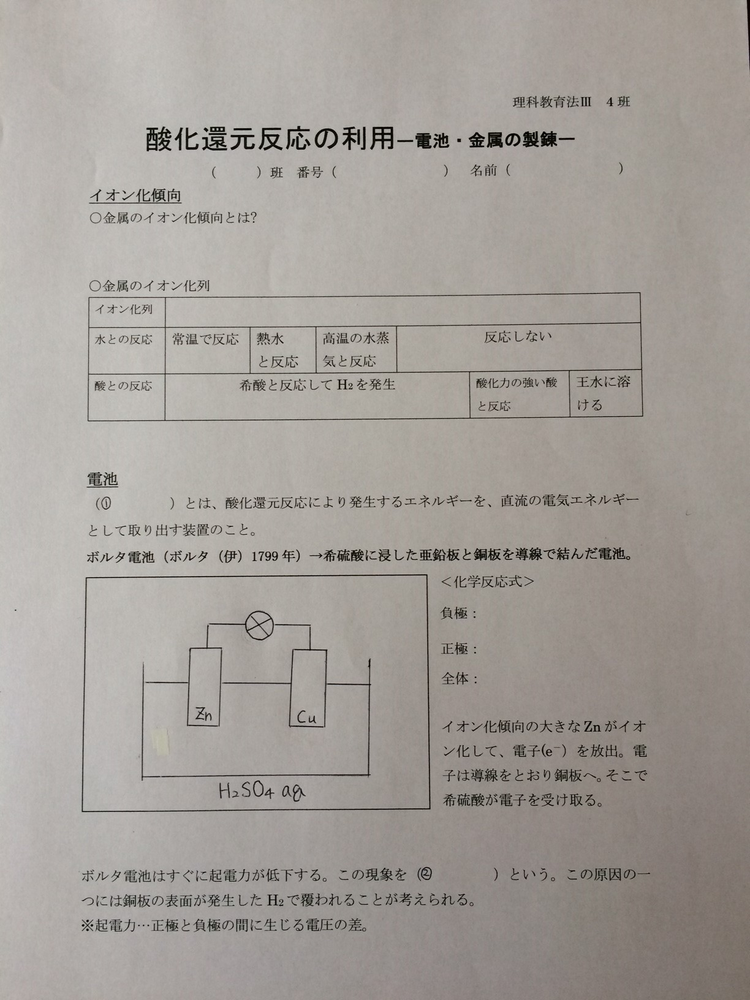 理科教育法Ⅲ　4班
酸化還元反応の利用―電池・金属の製錬―
（　　　）班　番号（　　　　　　　　）　名前（　　　　　　　　）
イオン化傾向
○金属のイオン化傾向とは?
○金属のイオン化列
イオン化列
水との反応　常温で反応　熱水　高温の水蒸　反応しない
と反応　気と反応
酸との反応　希酸と反応して H₂を発生　酸化力の強い酸　王水に溶
と反応　ける
電池
（①　　　　）とは、酸化還元反応により発生するエネルギーを、直流の電気エネルギー
として取り出す装置のこと。
ボルタ電池（ボルタ（伊）1799年）→希硫酸に浸した亜鉛板と銅板を導線で結んだ電池。
Zn
Cu
H₂SO₄ aq
＜化学反応式＞
負極：
正極：
全体：
イオン化傾向の大きな Zn がイオ
ン化して、電子(e⁻）を放出。電
子は導線をとおり銅板へ。そこで
希硫酸が電子を受け取る。
ボルタ電池はすぐに起電力が低下する。この現象を（②　　　　）という。この原因の一
つには銅板の表面が発生した H₂で覆われることが考えられる。
※起電力…正極と負極の間に生じる電圧の差。